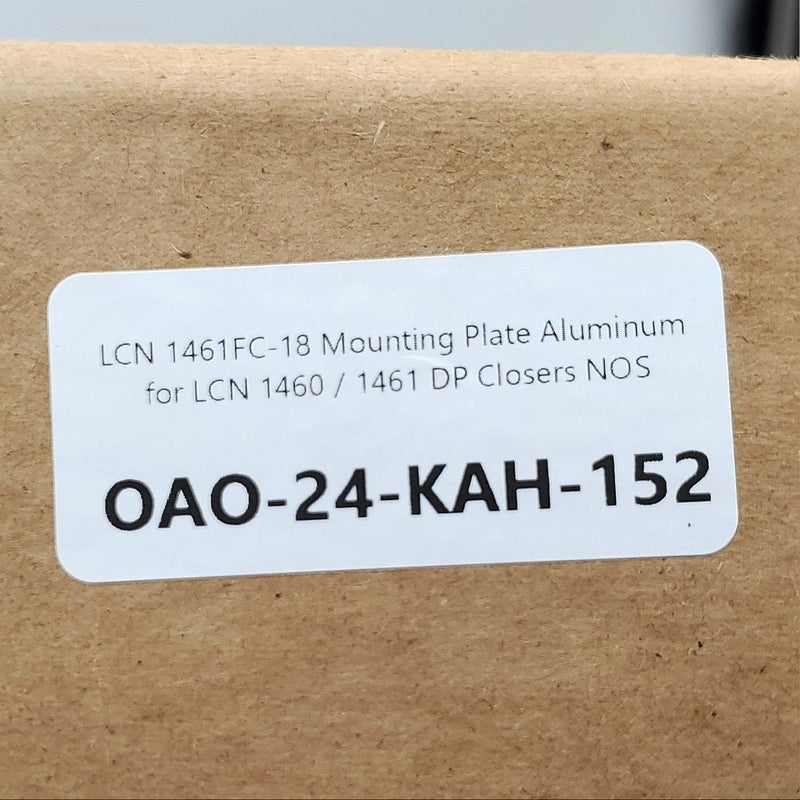 LCN 1461FC-18 Mounting Plate Aluminum
for LCN 1460 / 1461 DP Closers NOS
OAO-24-KAH-152